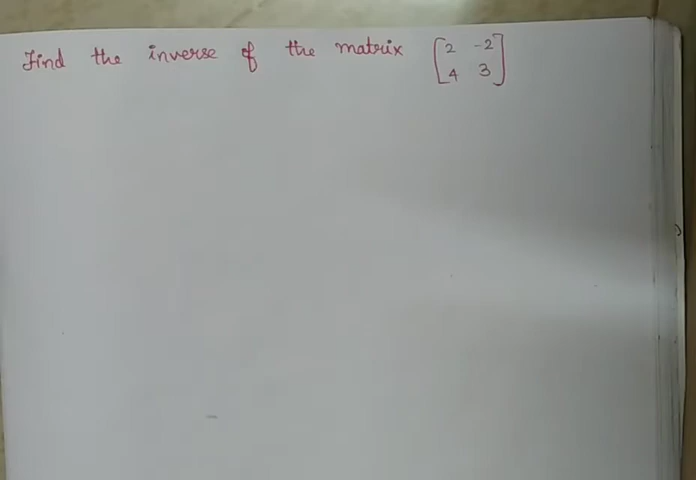 Find the inverse of the matrix [2 -2
4 3]